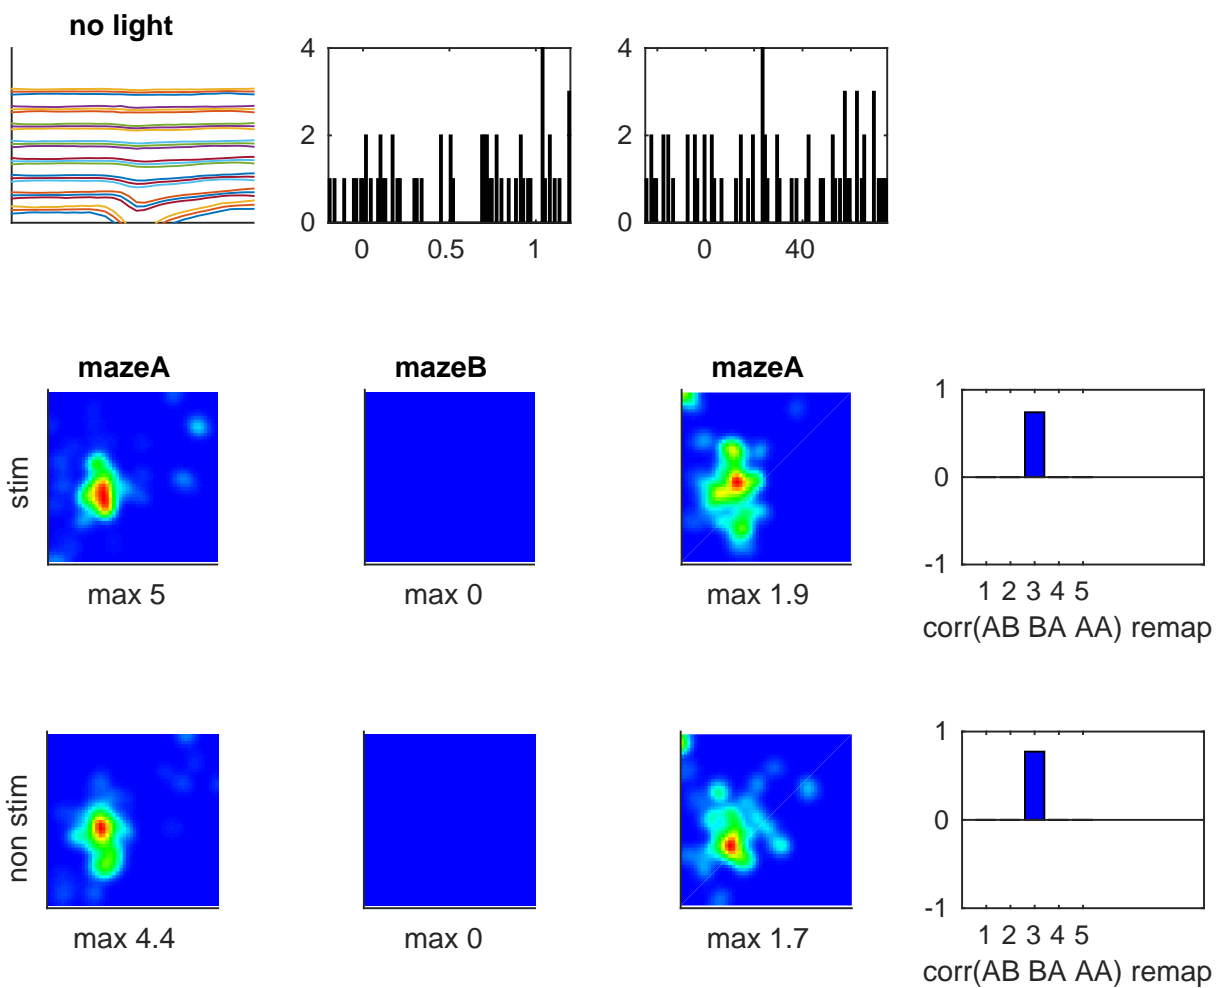 no light
4
2
0
0 0.5 1
4
2
0
0 40
mazeA
mazeB
mazeA
stim
max 5
max 0
max 1.9
1
0
-1
1 2 3 4 5
corr(AB BA AA) remap
non stim
max 4.4
max 0
max 1.7
1
0
-1
1 2 3 4 5
corr(AB BA AA) remap